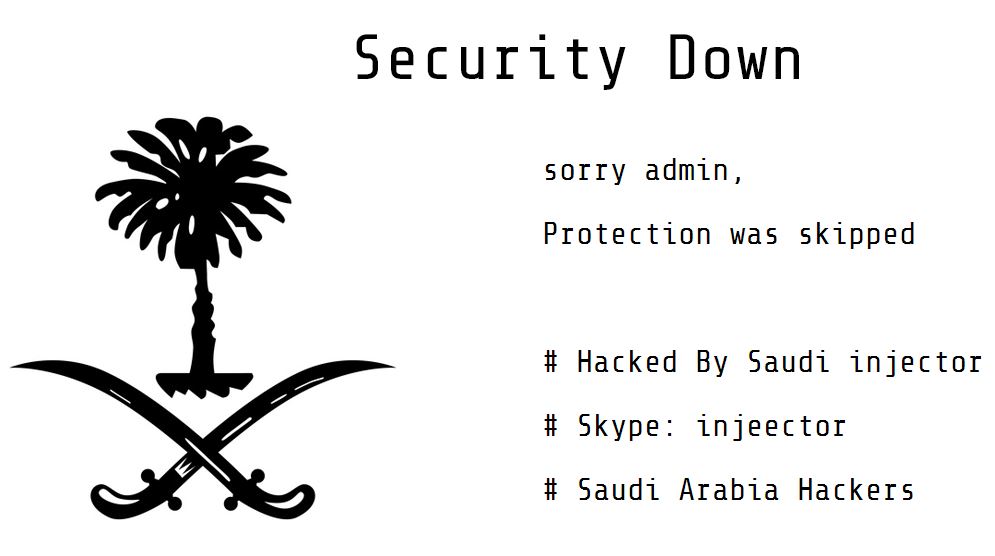 Security Down
sorry admin,
Protection was skipped
# Hacked By Saudi injector
# Skype: injeector
# Saudi Arabia Hackers